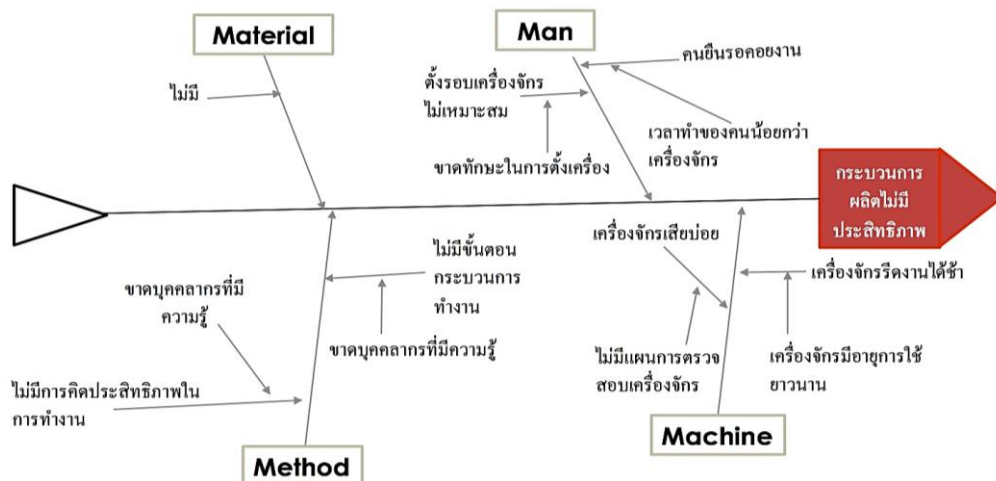 Material
Man
ไม่มี
ตั้งรอบเครื่องจักร
ไม่เหมาะสม
คนยืนรอคอยงาน
ขาดทักษะในการตั้งเครื่อง
เวลาทำของคนน้อยกว่า
เครื่องจักร
กระบวนการ
ผลิตไม่มี
ประสิทธิภาพ
ไม่มีขั้นตอน
กระบวนการ
ทำงาน
ขาดบุคคลากรที่มี
ความรู้
ขาดบุคคลากรที่มีความรู้
ไม่มีการคิดประสิทธิภาพใน
การทำงาน
เครื่องจักรเสียบ่อย
เครื่องจักรรีดงานได้ช้า
ไม่มีแผนการตรวจ
สอบเครื่องจักร
เครื่องจักรมีอายุการใช้
ยาวนาน
Method
Machine